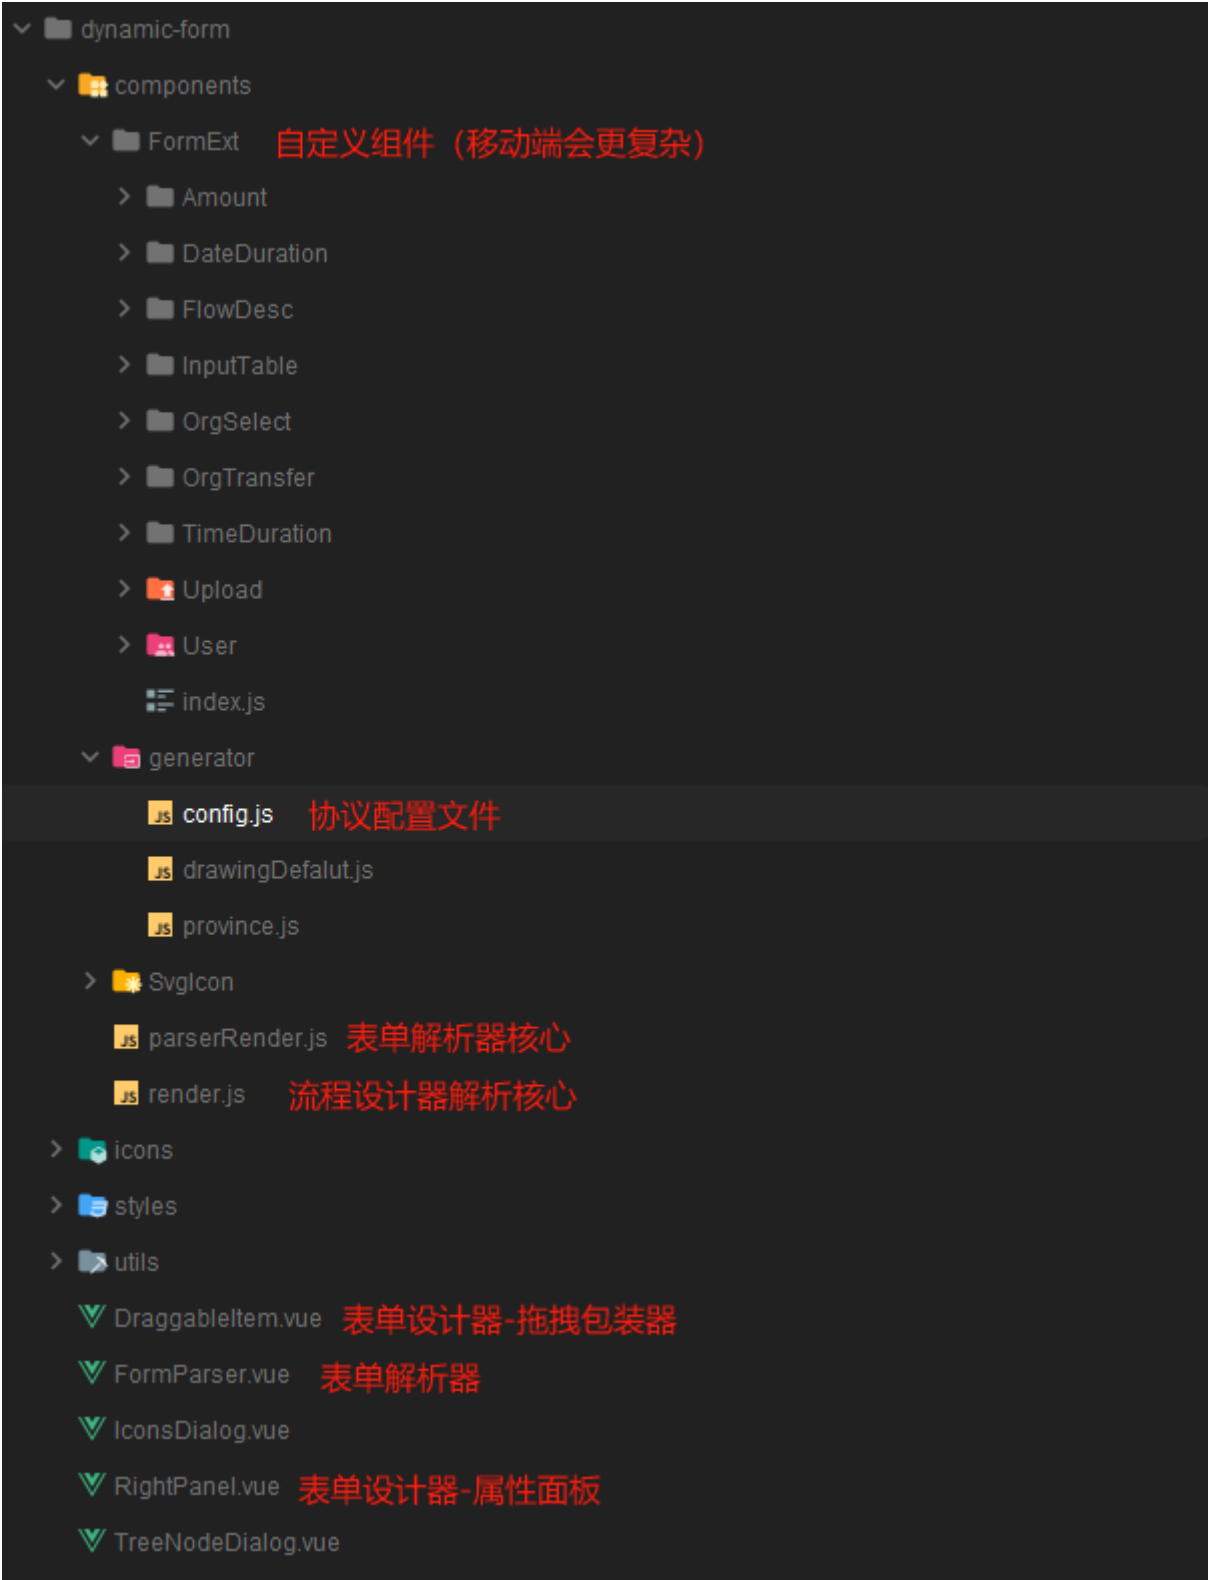 dynamic-form
components
FormExt 自定义组件（移动端会更复杂）
Amount
DateDuration
FlowDesc
InputTable
OrgSelect
OrgTransfer
TimeDuration
Upload
User
index.js
generator
config.js 协议配置文件
drawingDefalut.js
province.js
SvgIcon
parserRender.js 表单解析器核心
render.js 流程设计器解析核心
icons
styles
utils
DraggableItem.vue 表单设计器-拖拽包装器
FormParser.vue 表单解析器
IconsDialog.vue
RightPanel.vue 表单设计器-属性面板
TreeNodeDialog.vue